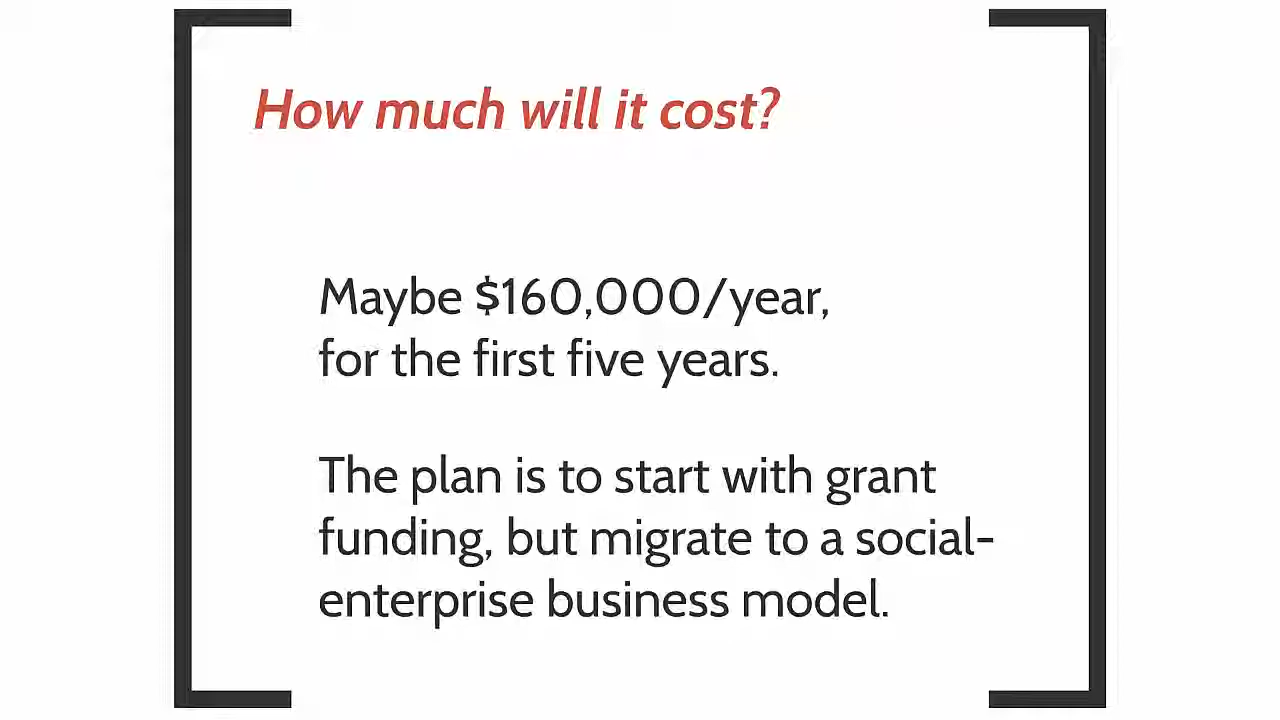 How much will it cost?
Maybe $160,000/year,
for the first five years.
The plan is to start with grant
funding, but migrate to a social-
enterprise business model.